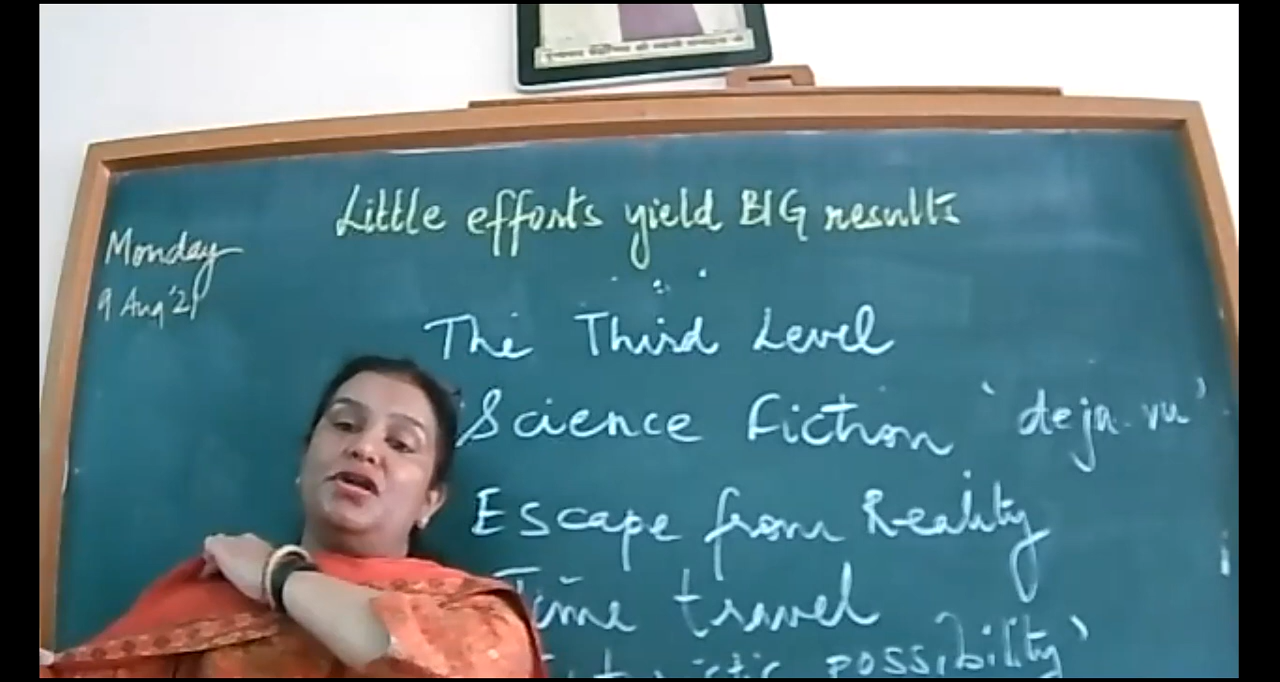 Little efforts yield BIG results
Monday
9 Aug '21
The Third Level
Science Fiction 'deja-vu'
Escape from Reality
Time travel
possibility'